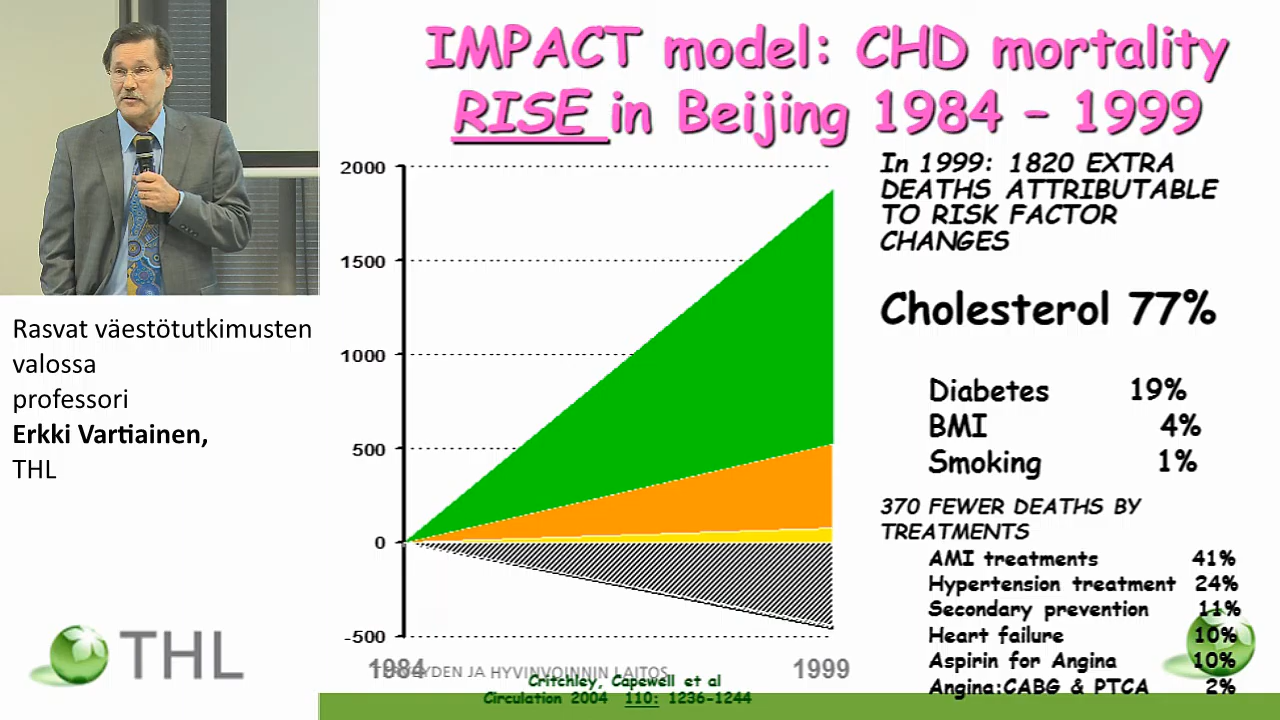 IMPACT model: CHD mortality
RISE in Beijing 1984 – 1999
In 1999: 1820 EXTRA
DEATHS ATTRIBUTABLE
TO RISK FACTOR
CHANGES
Cholesterol 77%
Diabetes 19%
BMI 4%
Smoking 1%
370 FEWER DEATHS BY
TREATMENTS
AMI treatments 41%
Hypertension treatment 24%
Secondary prevention 11%
Heart failure 10%
Aspirin for Angina 10%
Angina:CABG & PTCA 2%
2000
1500
1000
500
0
-500
1984
1999
HYVINVOINNIN LAITOS
Critchley, Capewell et al
Circulation 2004 110: 1236-1244
Rasvat väestötutkimusten
valossa
professori
Erkki Vartiainen,
THL
THL